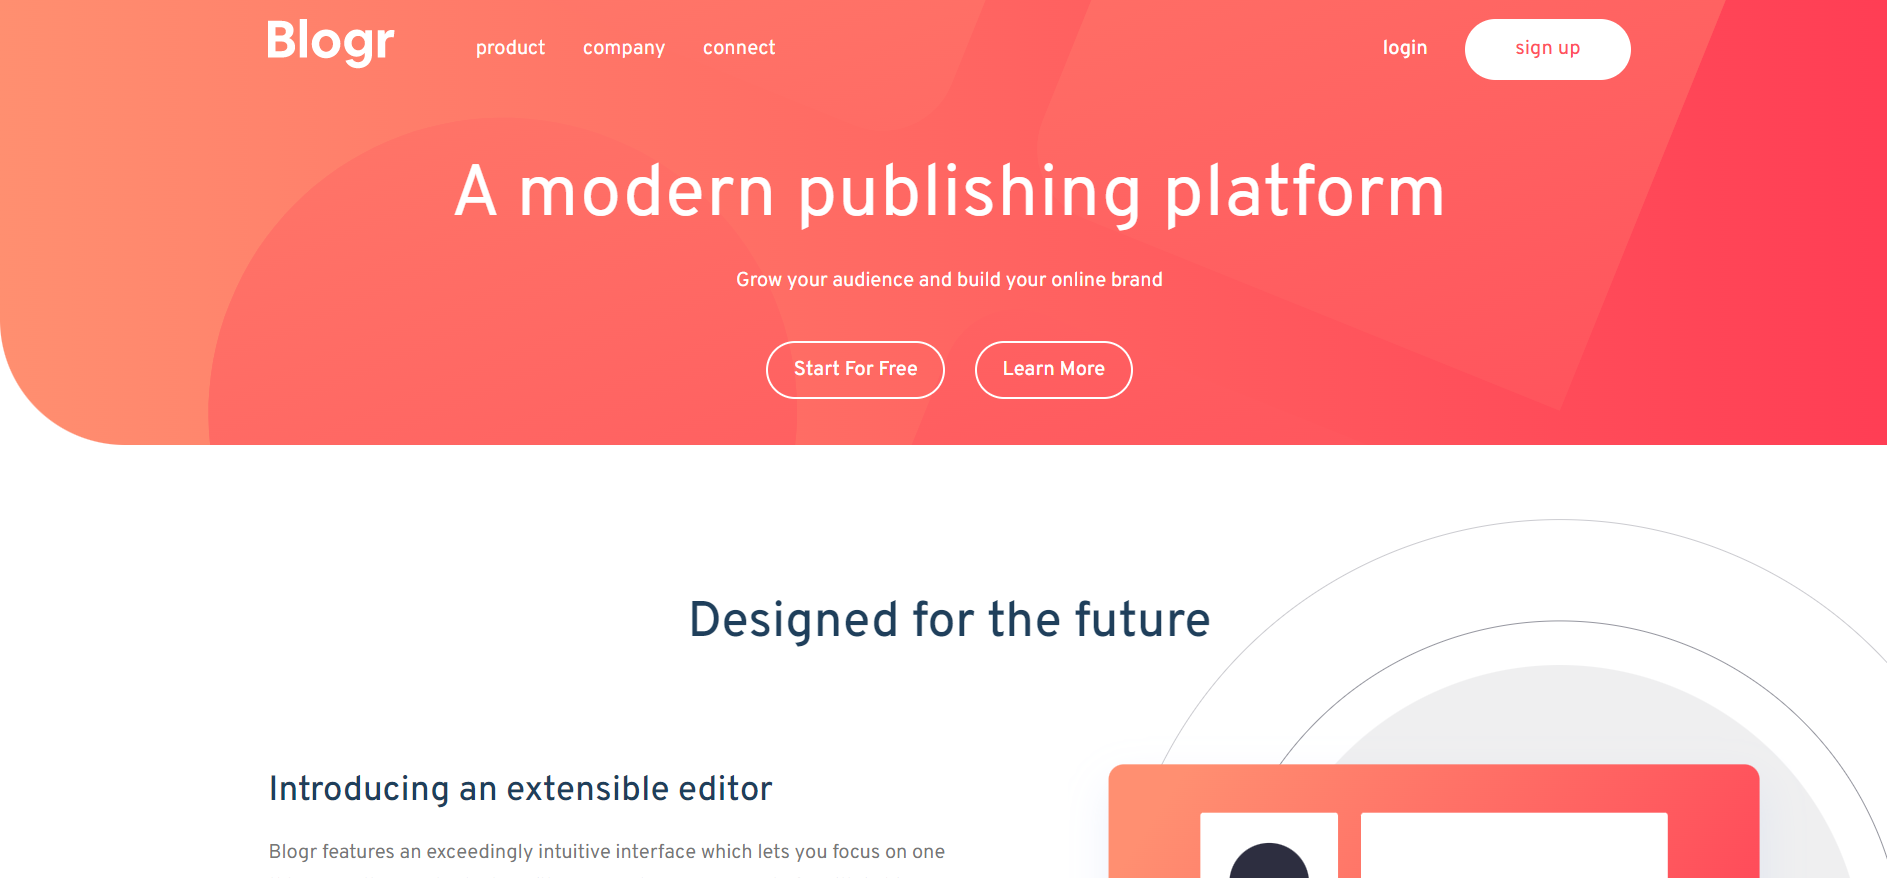 Blogr product company connect login sign up
A modern publishing platform
Grow your audience and build your online brand
Start For Free Learn More
Designed for the future
Introducing an extensible editor
Blogr features an exceedingly intuitive interface which lets you focus on one